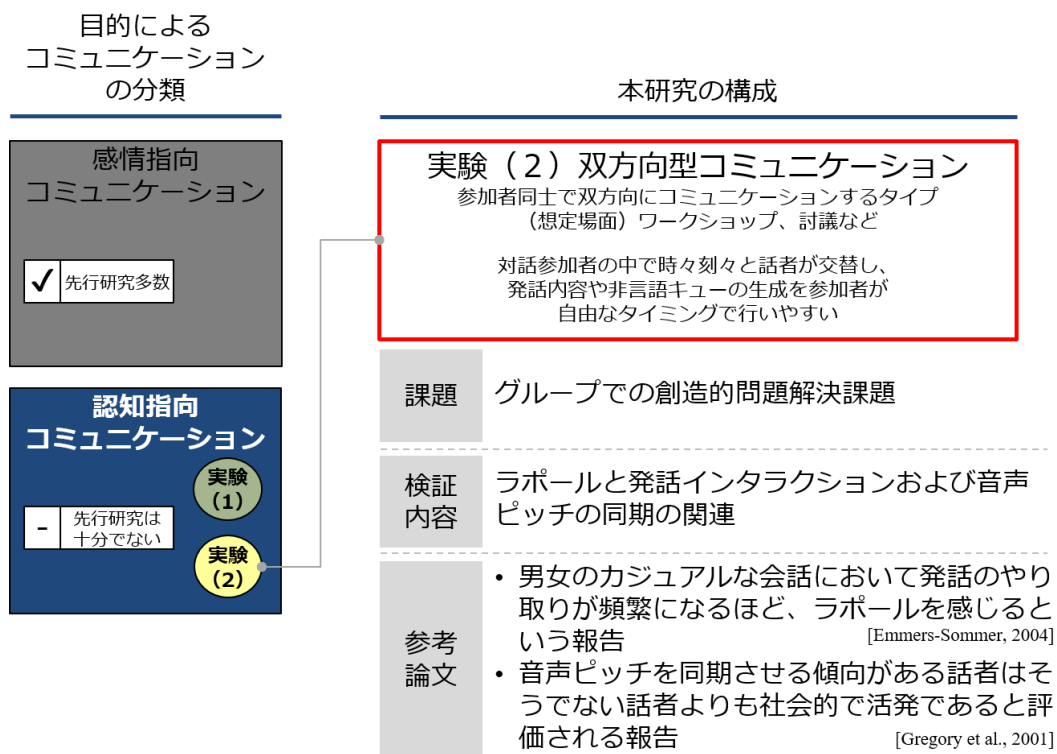 目的による
コミュニケーション
の分類
感情指向
コミュニケーション
✓ 先行研究多数
認知指向
コミュニケーション
実験
(1)
- 先行研究は
十分でない
実験
(2)
本研究の構成
実験（２）双方向型コミュニケーション
参加者同士で双方向にコミュニケーションするタイプ
（想定場面）ワークショップ、討議など
対話参加者の中で時々刻々と話者が交替し、
発話内容や非言語キューの生成を参加者が
自由なタイミングで行いやすい
課題
グループでの創造的問題解決課題
検証
内容
ラポールと発話インタラクションおよび音声
ピッチの同期の関連
参考
論文
• 男女のカジュアルな会話において発話のやり
取りが頻繁になるほど、ラポールを感じると
いう報告 [Emmers-Sommer, 2004]
• 音声ピッチを同期させる傾向がある話者はそ
うでない話者よりも社会的で活発であると評
価される報告 [Gregory et al., 2001]